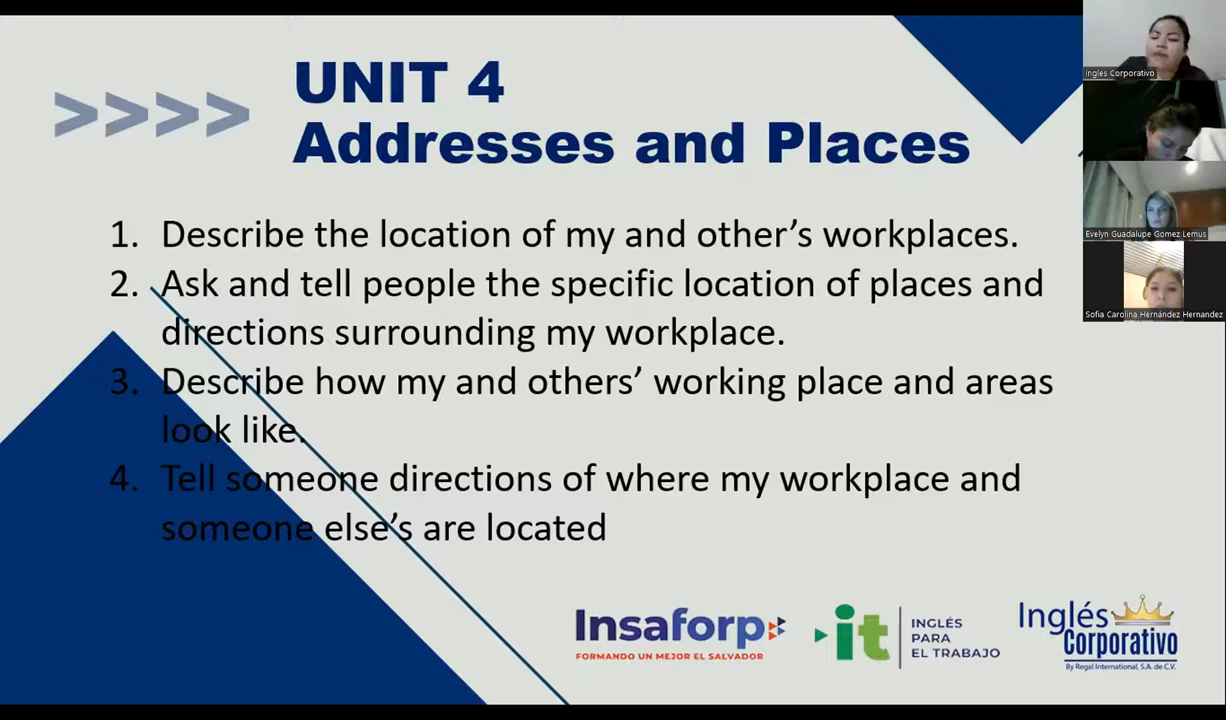 >>>>
UNIT 4
Addresses and Places
1. Describe the location of my and other’s workplaces.
2. Ask and tell people the specific location of places and
directions surrounding my workplace.
3. Describe how my and others’ working place and areas
look like.
4. Tell someone directions of where my workplace and
someone else’s are located
Insaforp
FORMANDO UN MEJOR EL SALVADOR
it
INGLÉS
PARA
EL TRABAJO
Inglés
Corporativo
By Regal International, S.A. de C.V.
Ingles Corporativo
Evelyn Guadalupe Gomez Lemus
Sofia Carolina Hernández Hernandez